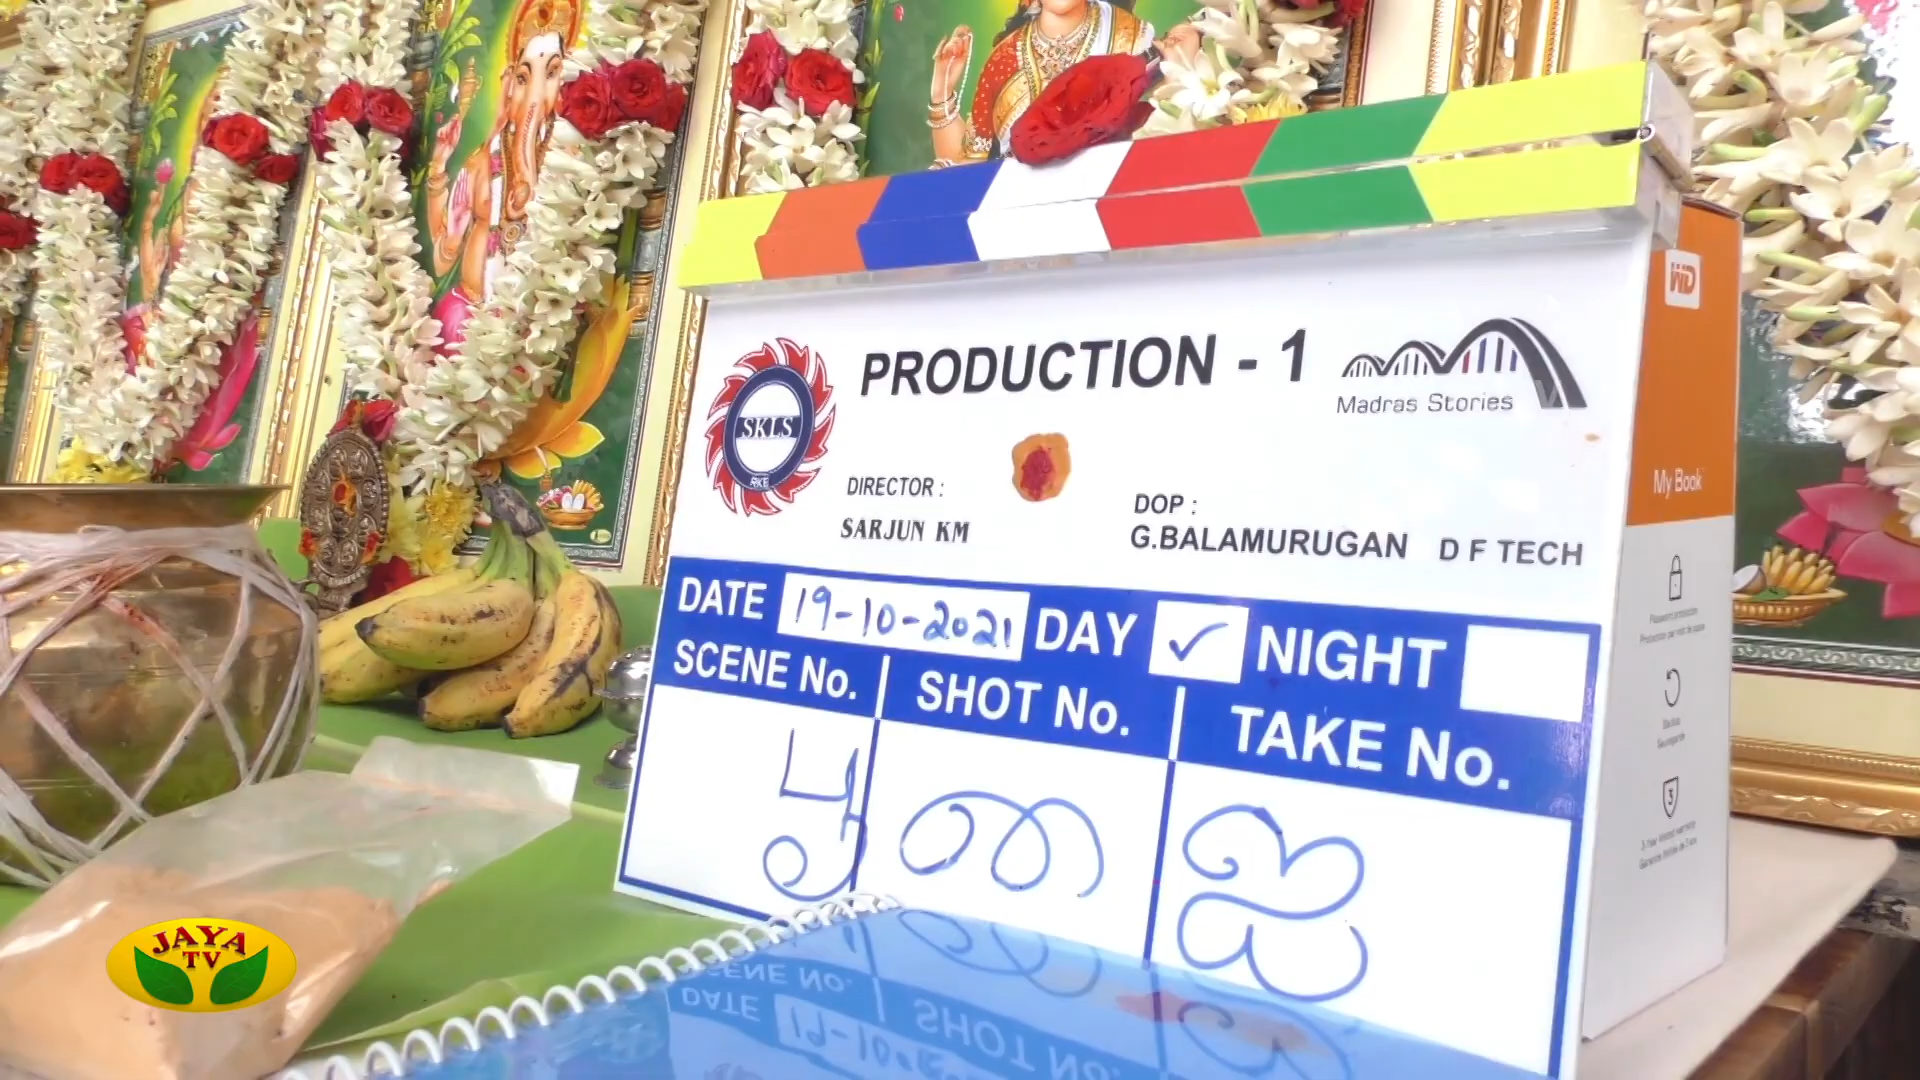 PRODUCTION - 1
SKLS
Madras Stories
DIRECTOR :
SARJUN KM
DOP :
G.BALAMURUGAN D F TECH
DATE 19-10-2021 DAY ✓ NIGHT
SCENE No. SHOT No. TAKE No.
WD
My Book
JAYA
TV